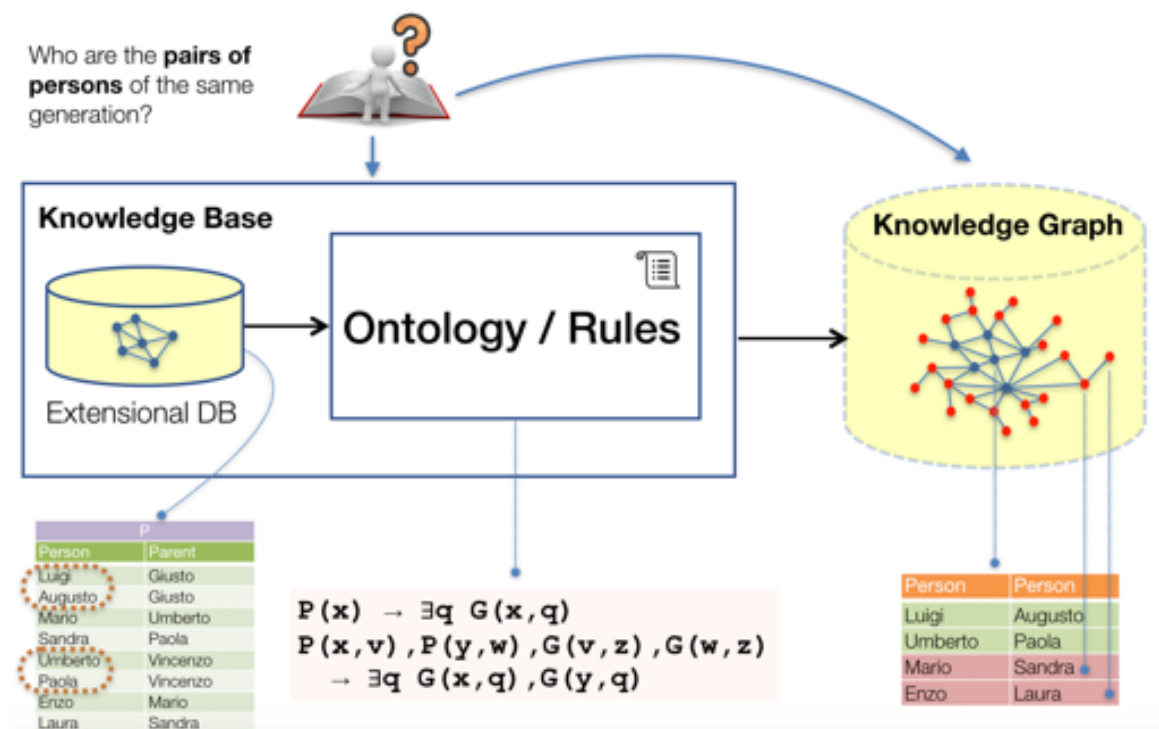 Who are the pairs of
persons of the same
generation?
?
Knowledge Base
Ontology / Rules
Extensional DB
Knowledge Graph
P
Person Parent
Luigi Giusto
Augusto Giusto
Mario Umberto
Sandra Paola
Umberto Vincenzo
Paola Vincenzo
Enzo Mario
Laura Sandra
P(x) → ∃q G(x,q)
P(x,v),P(y,w),G(v,z),G(w,z)
→ ∃q G(x,q),G(y,q)
Person Person
Luigi Augusto
Umberto Paola
Mario Sandra
Enzo Laura